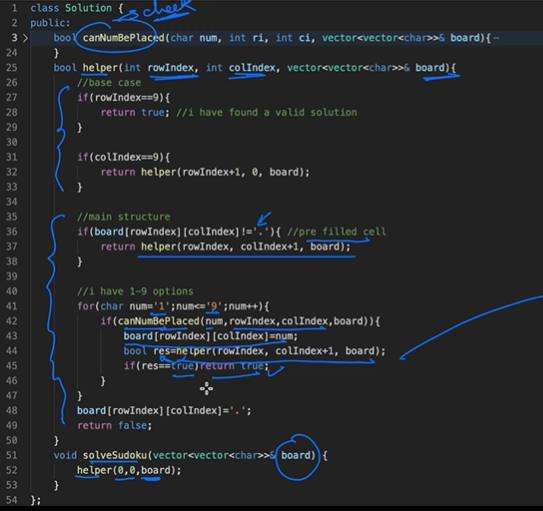 check
1 class Solution {
2 public:
3 > bool canNumBePlaced(char num, int ri, int ci, vector<vector<char>>& board){⋯
24 }
25 bool helper(int rowIndex, int colIndex, vector<vector<char>>& board){
26 //base case
27 if(rowIndex==9){
28 return true; //i have found a valid solution
29 }
30
31 if(colIndex==9){
32 return helper(rowIndex+1, 0, board);
33 }
34
35 //main structure
36 if(board[rowIndex][colIndex]!='.'){ //pre filled cell
37 return helper(rowIndex, colIndex+1, board);
38 }
39
40 //i have 1-9 options
41 for(char num='1';num<='9';num++){
42 if(canNumBePlaced(num,rowIndex,colIndex,board)){
43 board[rowIndex][colIndex]=num;
44 bool res=helper(rowIndex, colIndex+1, board);
45 if(res==true)return true;
46 }
47 }
48 board[rowIndex][colIndex]='.';
49 return false;
50 }
51 void solveSudoku(vector<vector<char>>& board) {
52 helper(0,0,board);
53 }
54 };